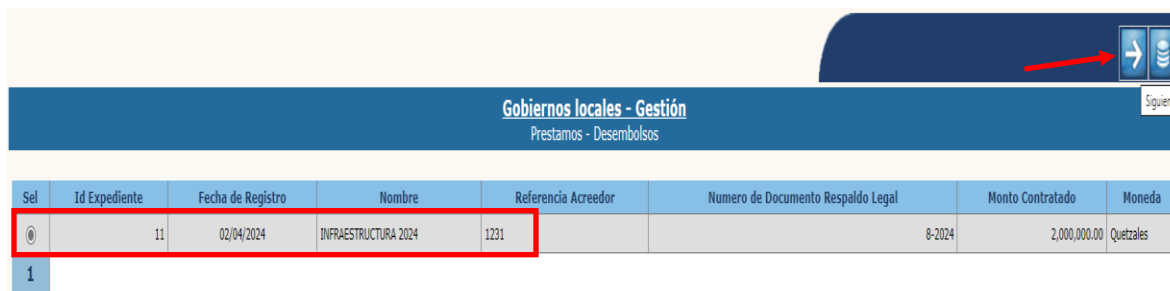 Siguien
Gobiernos locales - Gestión
Prestamos - Desembolsos
Sel Id Expediente Fecha de Registro Nombre Referencia Acreedor Numero de Documento Respaldo Legal Monto Contratado Moneda
11 02/04/2024 INFRAESTRUCTURA 2024 1231 8-2024 2,000,000.00 Quetzales
1